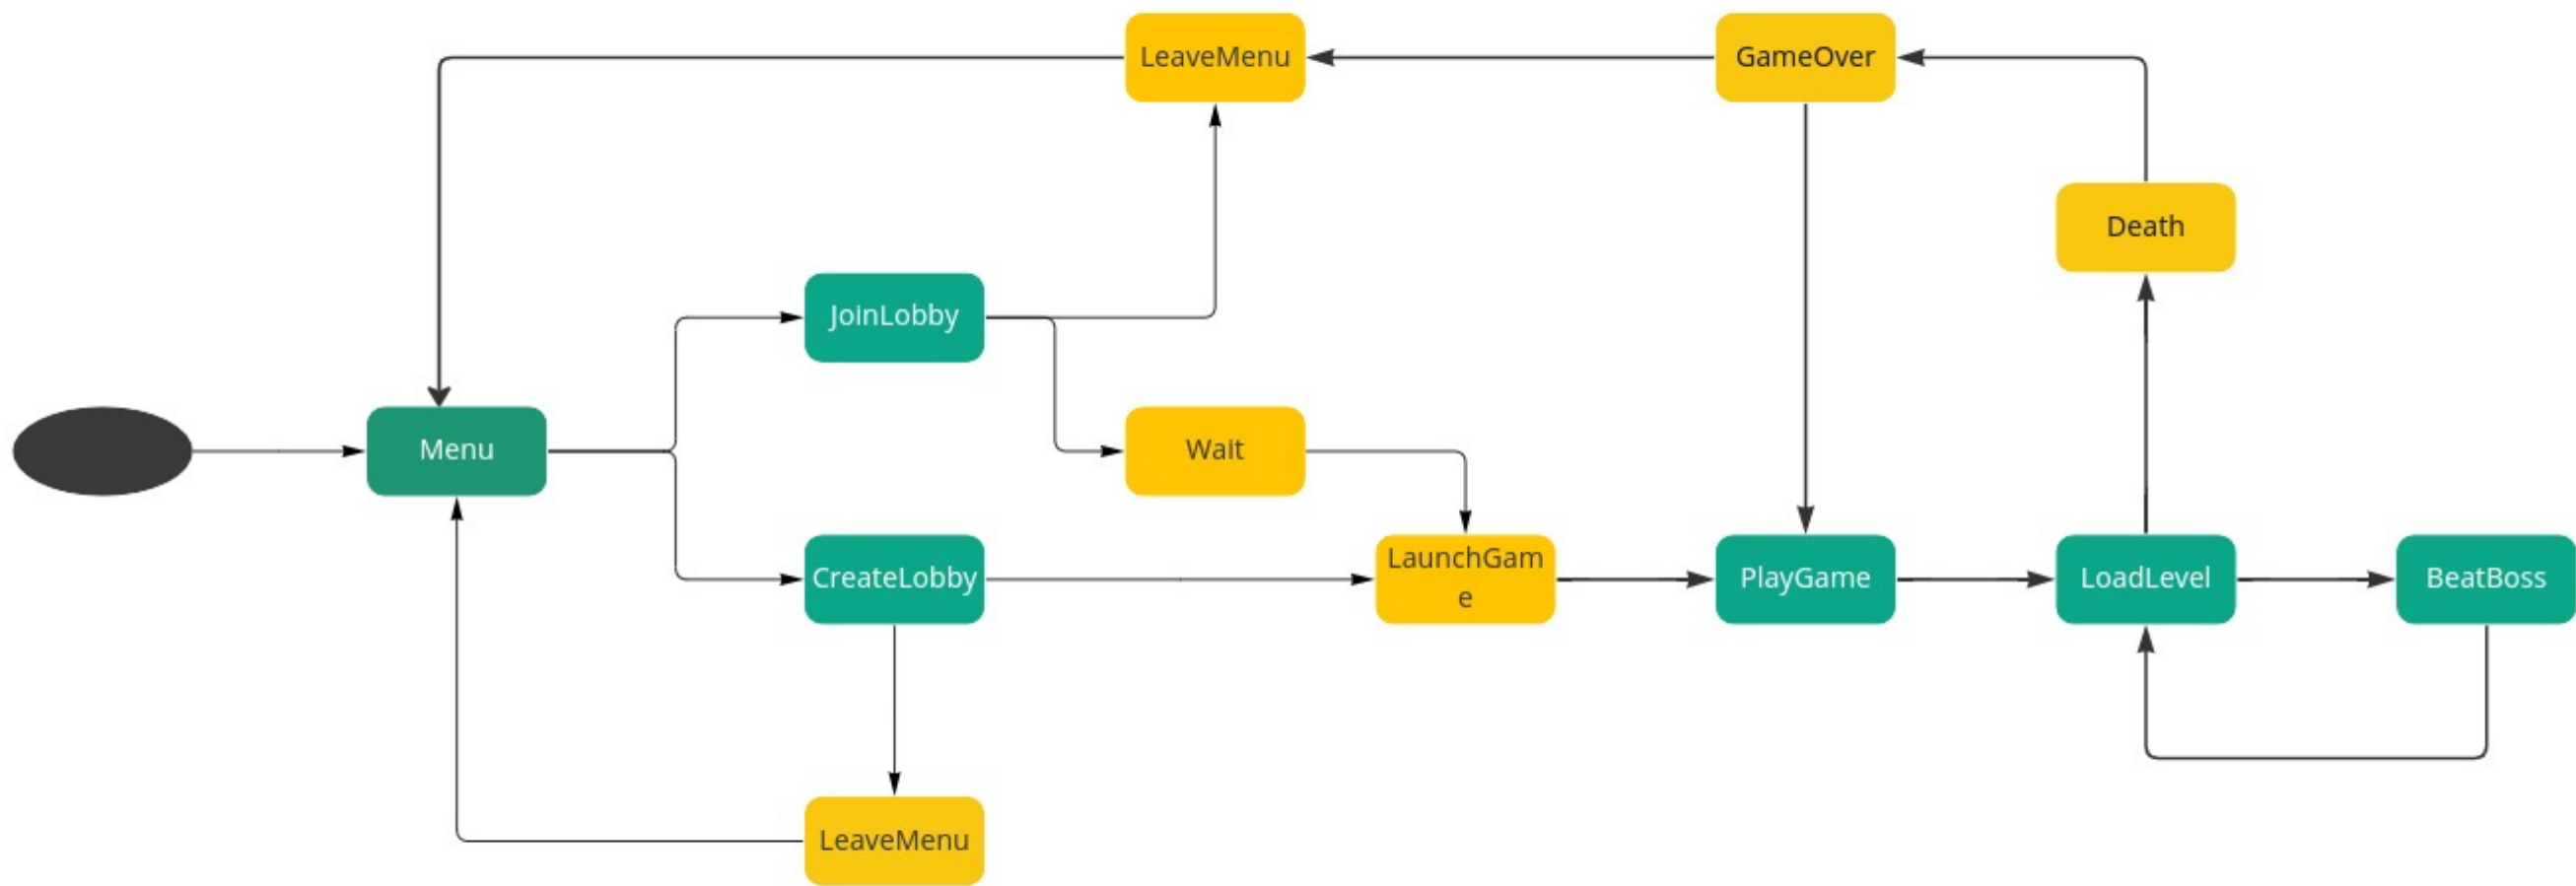 LeaveMenu
GameOver
Death
JoinLobby
Menu
Wait
CreateLobby
LaunchGam
e
PlayGame
LoadLevel
BeatBoss
LeaveMenu